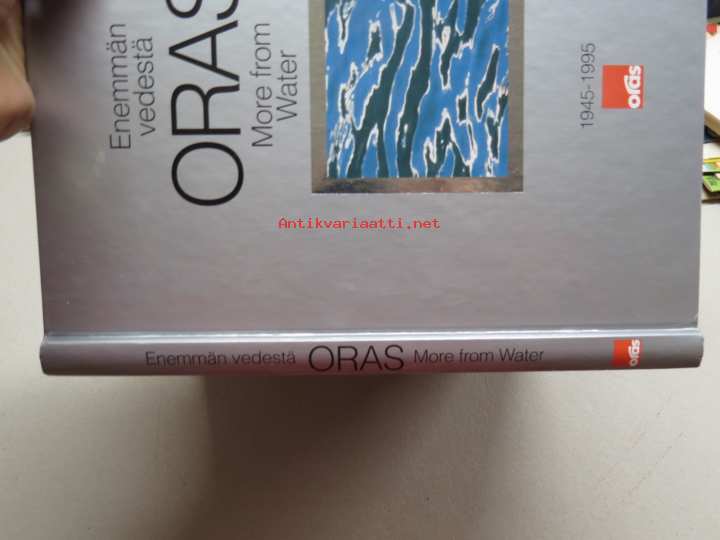 Enemmän
vedestä
ORAS
More from
Water
1945-1995
oras
Antikvariaatti.net
Enemmän vedestä ORAS More from Water
oras